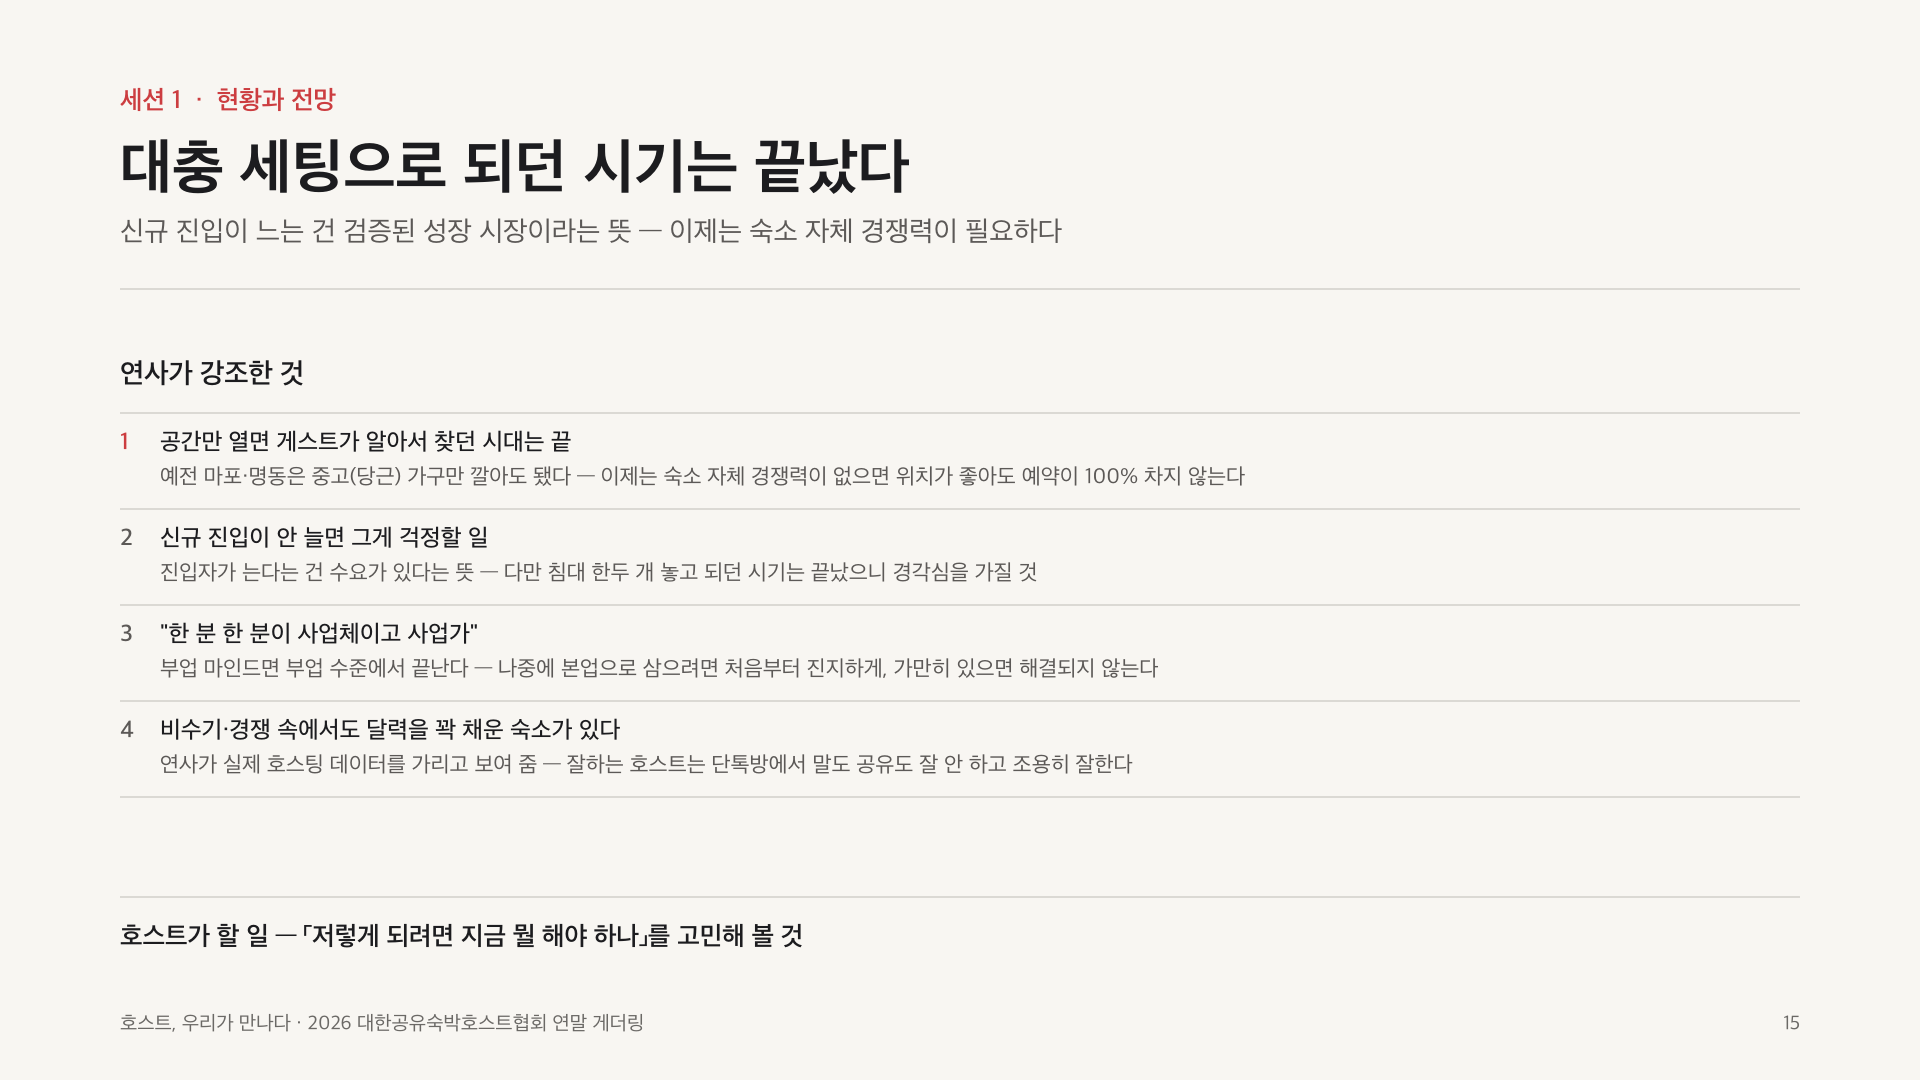 세션 1 · 현황과 전망
대충 세팅으로 되던 시기는 끝났다
신규 진입이 느는 건 검증된 성장 시장이라는 뜻 — 이제는 숙소 자체 경쟁력이 필요하다
연사가 강조한 것
1 공간만 열면 게스트가 알아서 찾던 시대는 끝
예전 마포·명동은 중고(당근) 가구만 깔아도 됐다 — 이제는 숙소 자체 경쟁력이 없으면 위치가 좋아도 예약이 100% 차지 않는다
2 신규 진입이 안 늘면 그게 걱정할 일
진입자가 는다는 건 수요가 있다는 뜻 — 다만 침대 한두 개 놓고 되던 시기는 끝났으니 경각심을 가질 것
3 "한 분 한 분이 사업체이고 사업가"
부업 마인드면 부업 수준에서 끝난다 — 나중에 본업으로 삼으려면 처음부터 진지하게, 가만히 있으면 해결되지 않는다
4 비수기·경쟁 속에서도 달력을 꽉 채운 숙소가 있다
연사가 실제 호스팅 데이터를 가리고 보여 줌 — 잘하는 호스트는 단톡방에서 말도 공유도 잘 안 하고 조용히 잘한다
호스트가 할 일 — 「저렇게 되려면 지금 뭘 해야 하나」를 고민해 볼 것
호스트, 우리가 만나다 · 2026 대한공유숙박호스트협회 연말 게더링
15